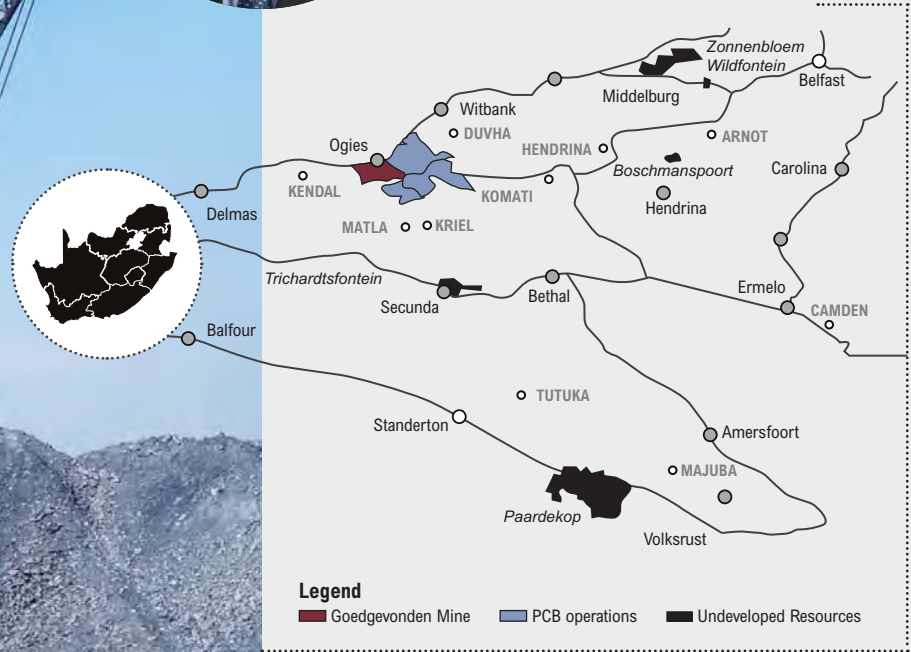 Zonnenbloem
Wildfontein
Belfast
Middelburg
Witbank
DUVHA
ARNOT
HENDRINA
Ogies
Boschmanspoort
Carolina
KENDAL
KOMATI
Hendrina
Delmas
MATLA
KRIEL
Trichardtsfontein
Secunda
Bethal
Ermelo
CAMDEN
Balfour
TUTUKA
Standerton
Amersfoort
MAJUBA
Paardekop
Volksrust
Legend
Goedgevonden Mine
PCB operations
Undeveloped Resources